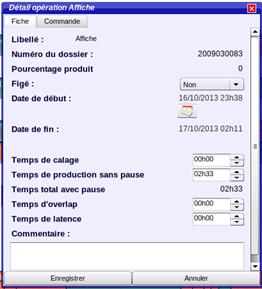 Détail opération Affiche
Fiche Commande
Libellé : Affiche
Numéro du dossier : 2009030083
Pourcentage produit 0
Figé : Non
Date de début : 16/10/2013 23h38
Date de fin : 17/10/2013 02h11
Temps de calage 00h00
Temps de production sans pause 02h33
Temps total avec pause 02h33
Temps d'overlap 00h00
Temps de latence 00h00
Commentaire :
Enregistrer Annuler